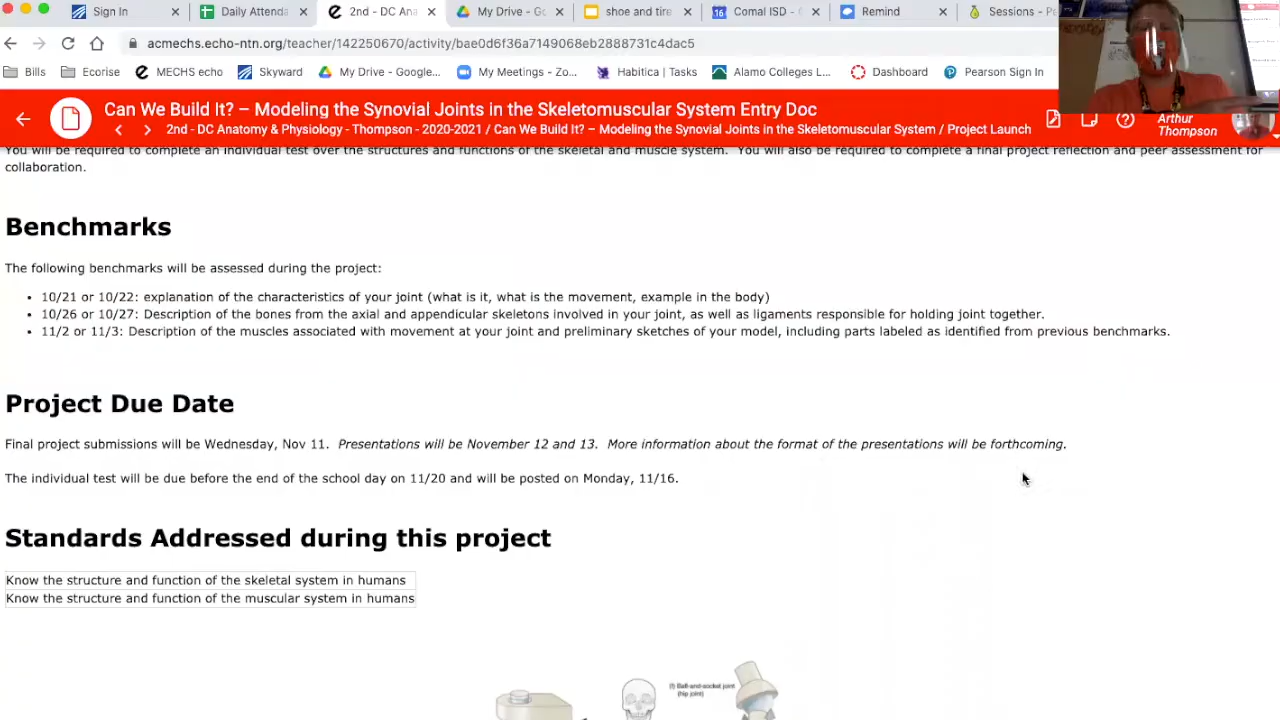 Sign In
Daily Attenda
2nd - DC Ana
My Drive - Go
shoe and tire
16 Comal ISD - C
Remind
Sessions - Pe
acmechs.echo-ntn.org/teacher/142250670/activity/bae0d6f36a7149068eb2888731c4dac5
Bills
Ecorise
MECHS echo
Skyward
My Drive - Google...
My Meetings - Zo...
Habitica | Tasks
Alamo Colleges L...
Dashboard
Pearson Sign In
Can We Build It? – Modeling the Synovial Joints in the Skeletomuscular System Entry Doc
2nd - DC Anatomy & Physiology - Thompson - 2020-2021 / Can We Build It? – Modeling the Synovial Joints in the Skeletomuscular System / Project Launch
Arthur
Thompson
You will be required to complete an individual test over the structures and functions of the skeletal and muscle system. You will also be required to complete a final project reflection and peer assessment for
collaboration.
Benchmarks
The following benchmarks will be assessed during the project:
• 10/21 or 10/22: explanation of the characteristics of your joint (what is it, what is the movement, example in the body)
• 10/26 or 10/27: Description of the bones from the axial and appendicular skeletons involved in your joint, as well as ligaments responsible for holding joint together.
• 11/2 or 11/3: Description of the muscles associated with movement at your joint and preliminary sketches of your model, including parts labeled as identified from previous benchmarks.
Project Due Date
Final project submissions will be Wednesday, Nov 11. Presentations will be November 12 and 13. More information about the format of the presentations will be forthcoming.
The individual test will be due before the end of the school day on 11/20 and will be posted on Monday, 11/16.
Standards Addressed during this project
Know the structure and function of the skeletal system in humans
Know the structure and function of the muscular system in humans
(f) Ball-and-socket joint
(hip joint)